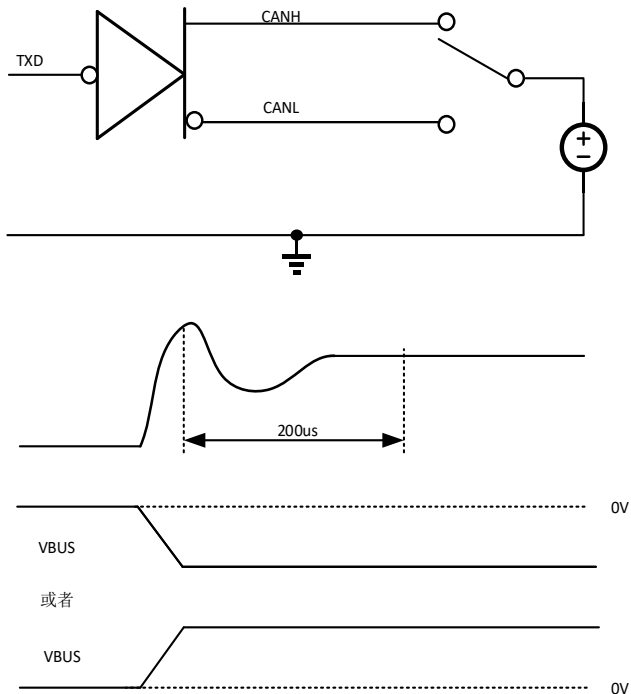 CANH
TXD
CANL
+
−
200us
0V
VBUS
或者
VBUS
0V